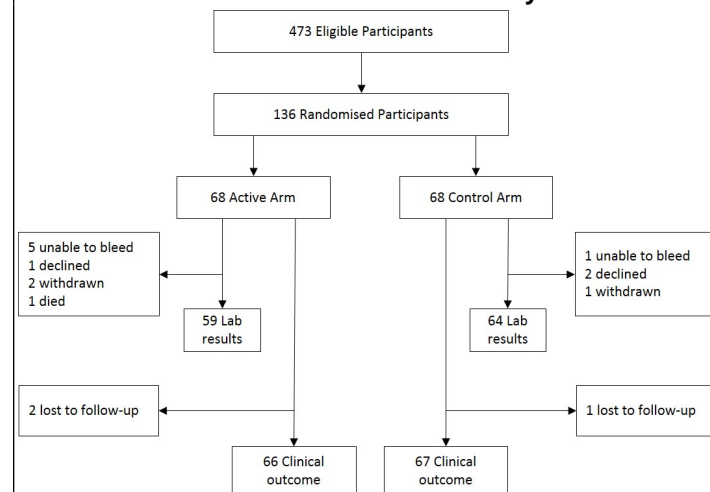 473 Eligible Participants
136 Randomised Participants
68 Active Arm
68 Control Arm
5 unable to bleed
1 declined
2 withdrawn
1 died
1 unable to bleed
2 declined
1 withdrawn
59 Lab
results
64 Lab
results
2 lost to follow-up
1 lost to follow-up
66 Clinical
outcome
67 Clinical
outcome